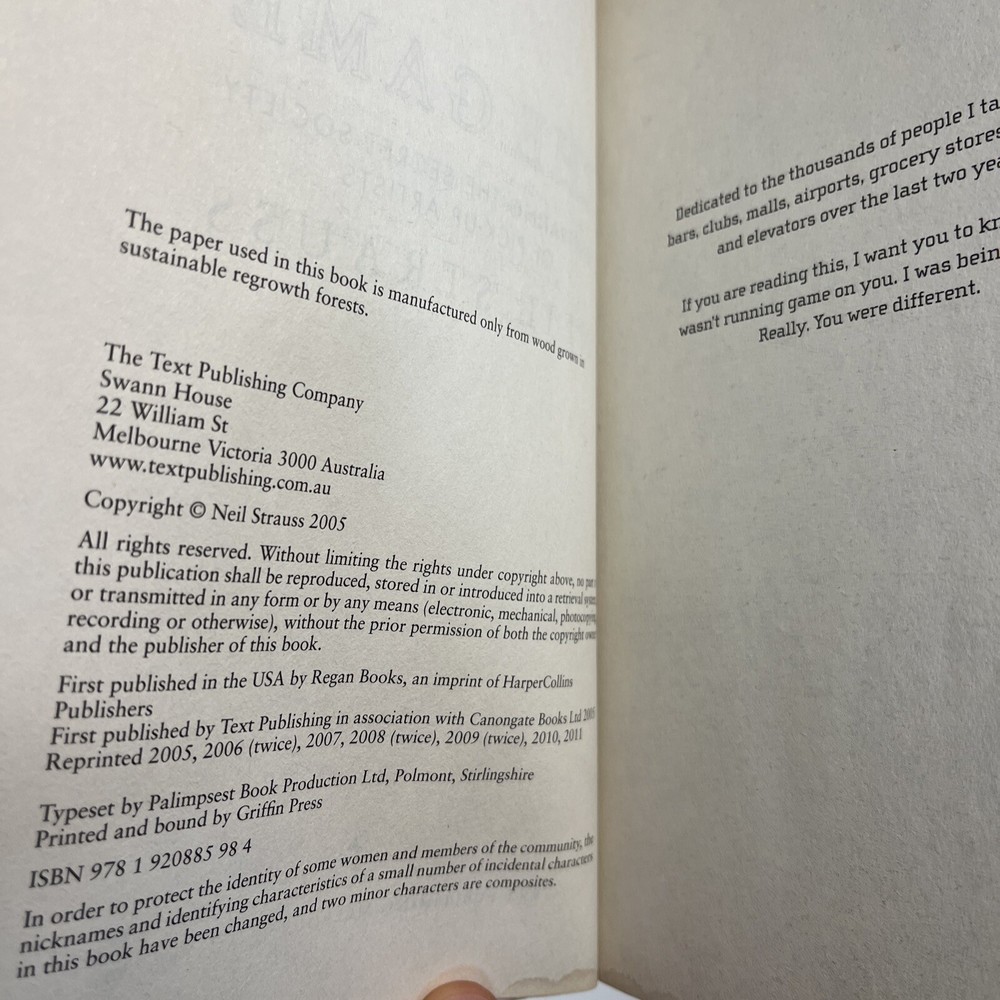 The paper used in this book is manufactured only from wood grown in
sustainable regrowth forests.
The Text Publishing Company
Swann House
22 William St
Melbourne Victoria 3000 Australia
www.textpublishing.com.au
Copyright © Neil Strauss 2005
All rights reserved. Without limiting the rights under copyright above, no part
this publication shall be reproduced, stored in or introduced into a retrieval system,
or transmitted in any form or by any means (electronic, mechanical, photocopying,
recording or otherwise), without the prior permission of both the copyright owner
and the publisher of this book.
First published in the USA by Regan Books, an imprint of HarperCollins
Publishers
First published by Text Publishing in association with Canongate Books Ltd 2005
Reprinted 2005, 2006 (twice), 2007, 2008 (twice), 2009 (twice), 2010, 2011
Typeset by Palimpsest Book Production Ltd, Polmont, Stirlingshire
Printed and bound by Griffin Press
ISBN 978 1 920885 98 4
In order to protect the identity of some women and members of the community, the
nicknames and identifying characteristics of a small number of incidental characters
in this book have been changed, and two minor characters are composites.
Dedicated to the thousands of people I ta
bars, clubs, malls, airports, grocery stores
and elevators over the last two yea
If you are reading this, I want you to kn
wasn't running game on you. I was bein
Really. You were different.